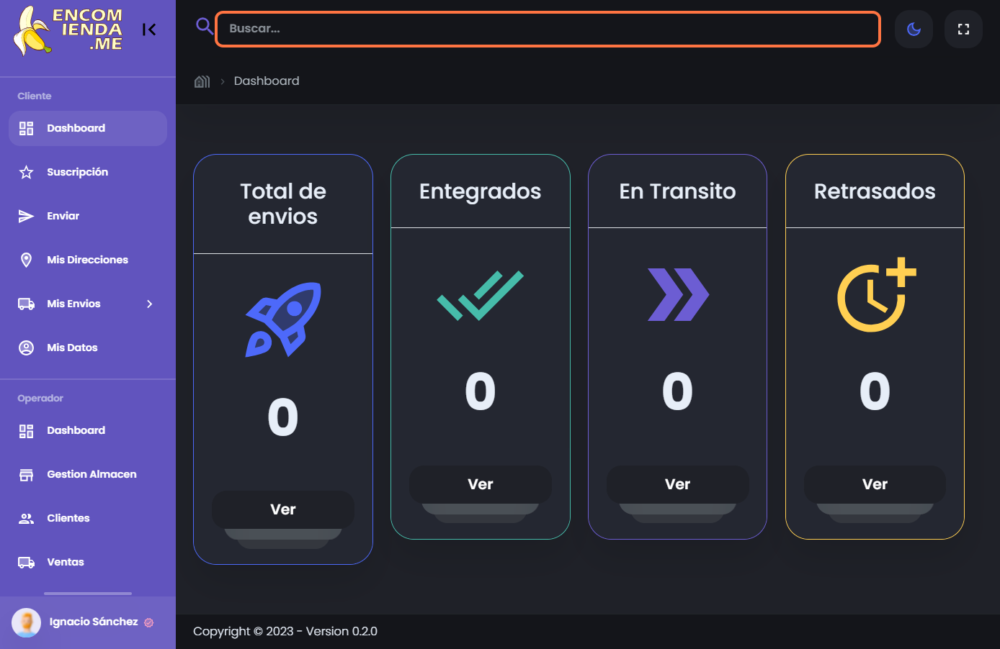 ENCOM
IENDA
.ME
Buscar...
Dashboard
Cliente
Dashboard
Suscripción
Enviar
Mis Direcciones
Mis Envios
Mis Datos
Operador
Dashboard
Gestion Almacen
Clientes
Ventas
Ignacio Sánchez
Total de
envios
0
Ver
Entegrados
0
Ver
En Transito
0
Ver
Retrasados
0
Ver
Copyright © 2023 - Version 0.2.0